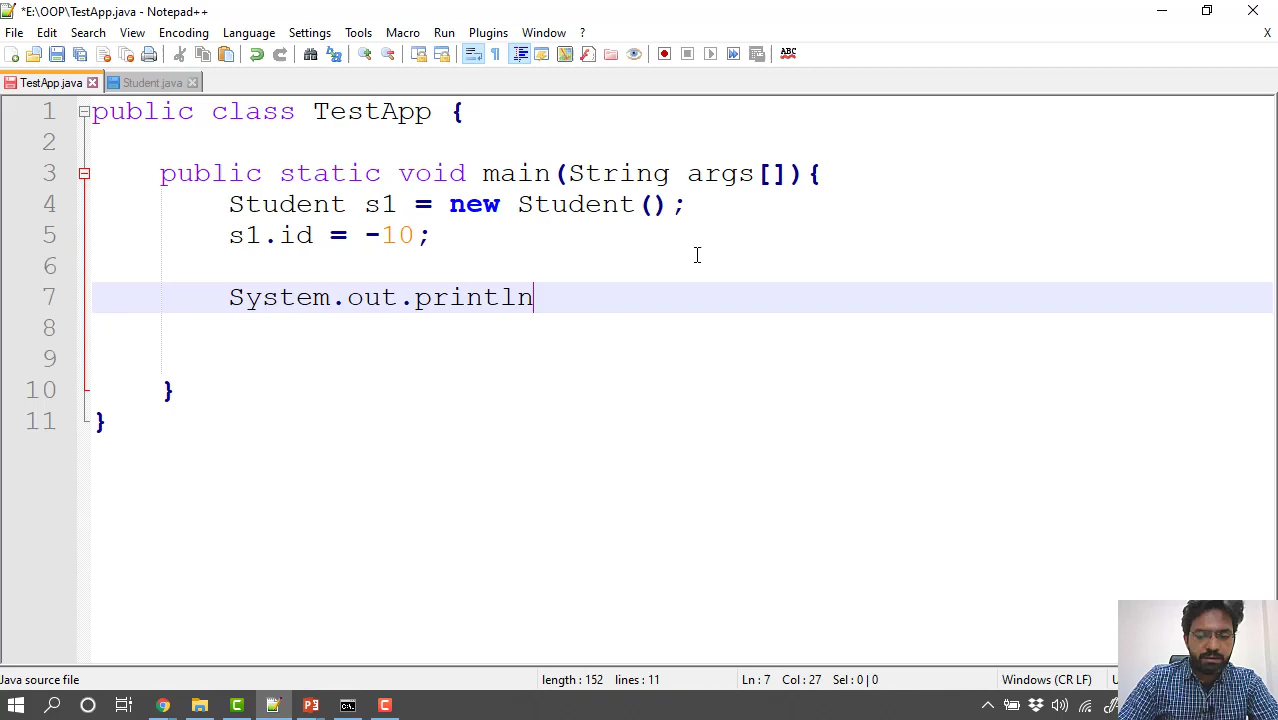 *E:\OOP\TestApp.java - Notepad++
File Edit Search View Encoding Language Settings Tools Macro Run Plugins Window ? X
ABC
TestApp.java Student.java
1 public class TestApp {
2
3 public static void main(String args[]){
4 Student s1 = new Student();
5 s1.id = -10;
6
7 System.out.println
8
9
10 }
11 }
Java source file length : 152 lines : 11 Ln : 7 Col : 27 Sel : 0 | 0 Windows (CR LF)